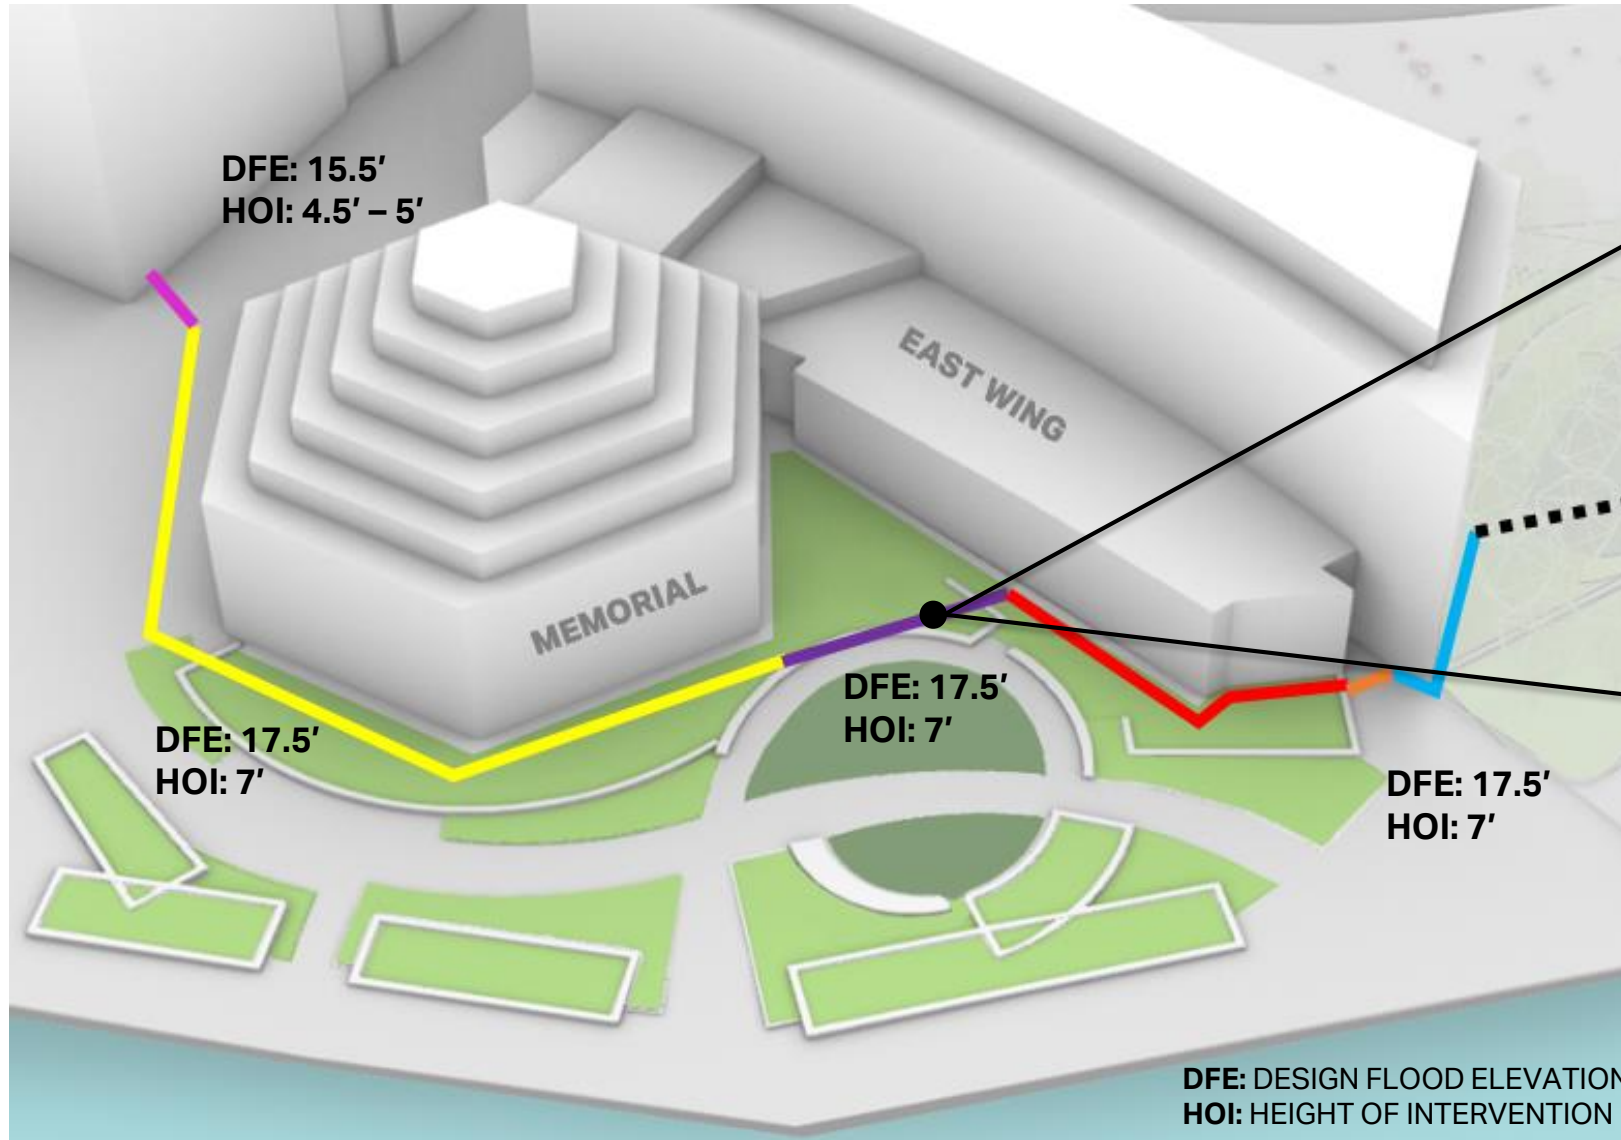 DFE: 15.5′
HOI: 4.5′ – 5′
EAST WING
MEMORIAL
DFE: 17.5′
HOI: 7′
DFE: 17.5′
HOI: 7′
DFE: 17.5′
HOI: 7′
DFE: DESIGN FLOOD ELEVATION
HOI: HEIGHT OF INTERVENTION